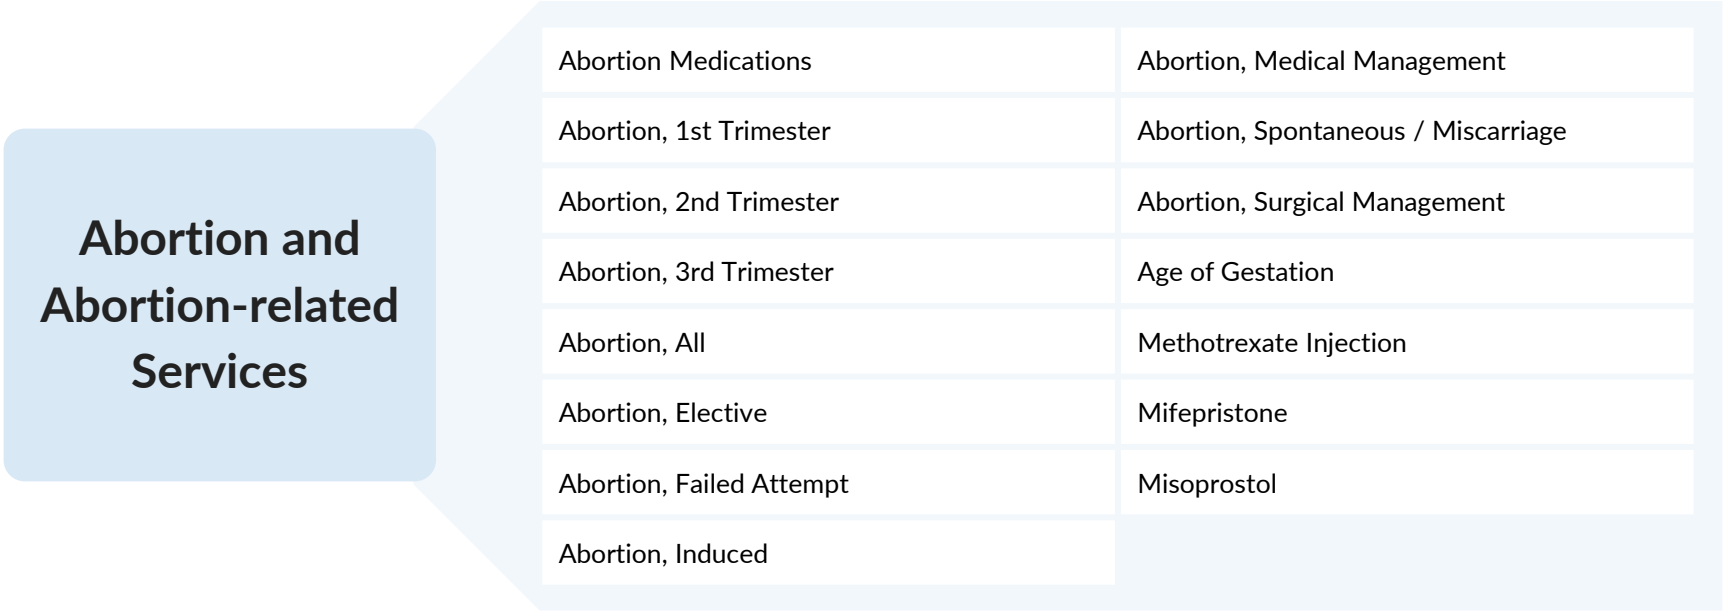 Abortion and
Abortion-related
Services
Abortion Medications
Abortion, 1st Trimester
Abortion, 2nd Trimester
Abortion, 3rd Trimester
Abortion, All
Abortion, Elective
Abortion, Failed Attempt
Abortion, Induced
Abortion, Medical Management
Abortion, Spontaneous / Miscarriage
Abortion, Surgical Management
Age of Gestation
Methotrexate Injection
Mifepristone
Misoprostol